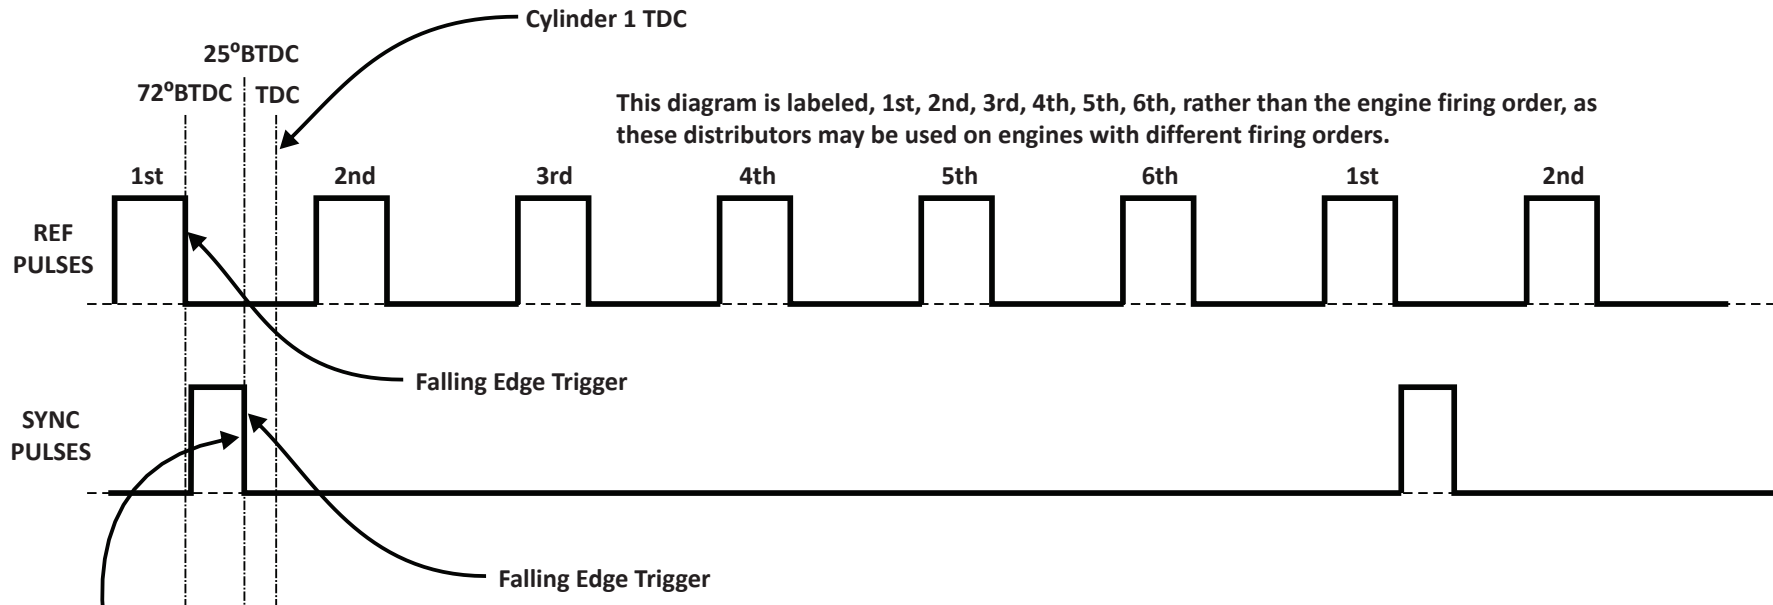 Cylinder 1 TDC
25ºBTDC
72ºBTDC
TDC
This diagram is labeled, 1st, 2nd, 3rd, 4th, 5th, 6th, rather than the engine firing order, as
these distributors may be used on engines with different firing orders.
1st
2nd
3rd
4th
5th
6th
1st
2nd
REF
PULSES
Falling Edge Trigger
SYNC
PULSES
Falling Edge Trigger